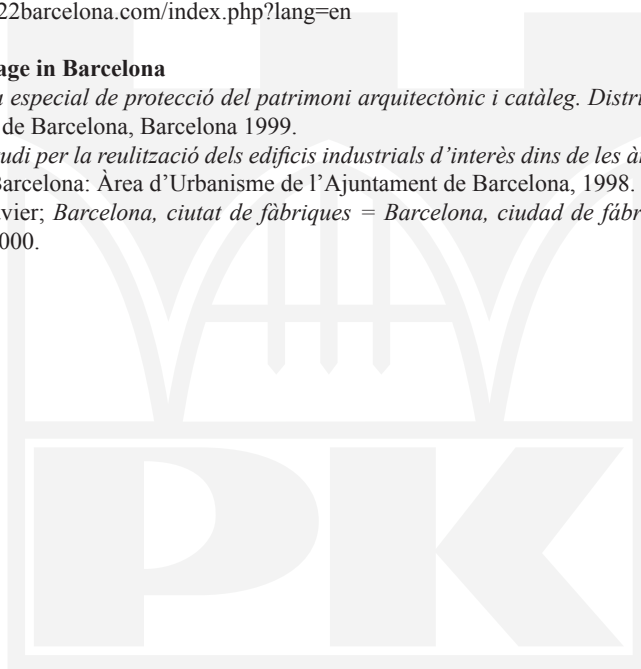 22barcelona.com/index.php?lang=en
age in Barcelona
especial de protecció del patrimoni arquitectònic i catàleg. Distri
de Barcelona, Barcelona 1999.
udi per la reulització dels edificis industrials d'interès dins de les
Barcelona: Àrea d'Urbanisme de l'Ajuntament de Barcelona, 1998.
vier; Barcelona, ciutat de fàbriques = Barcelona, ciudad de fábr
000.
PK